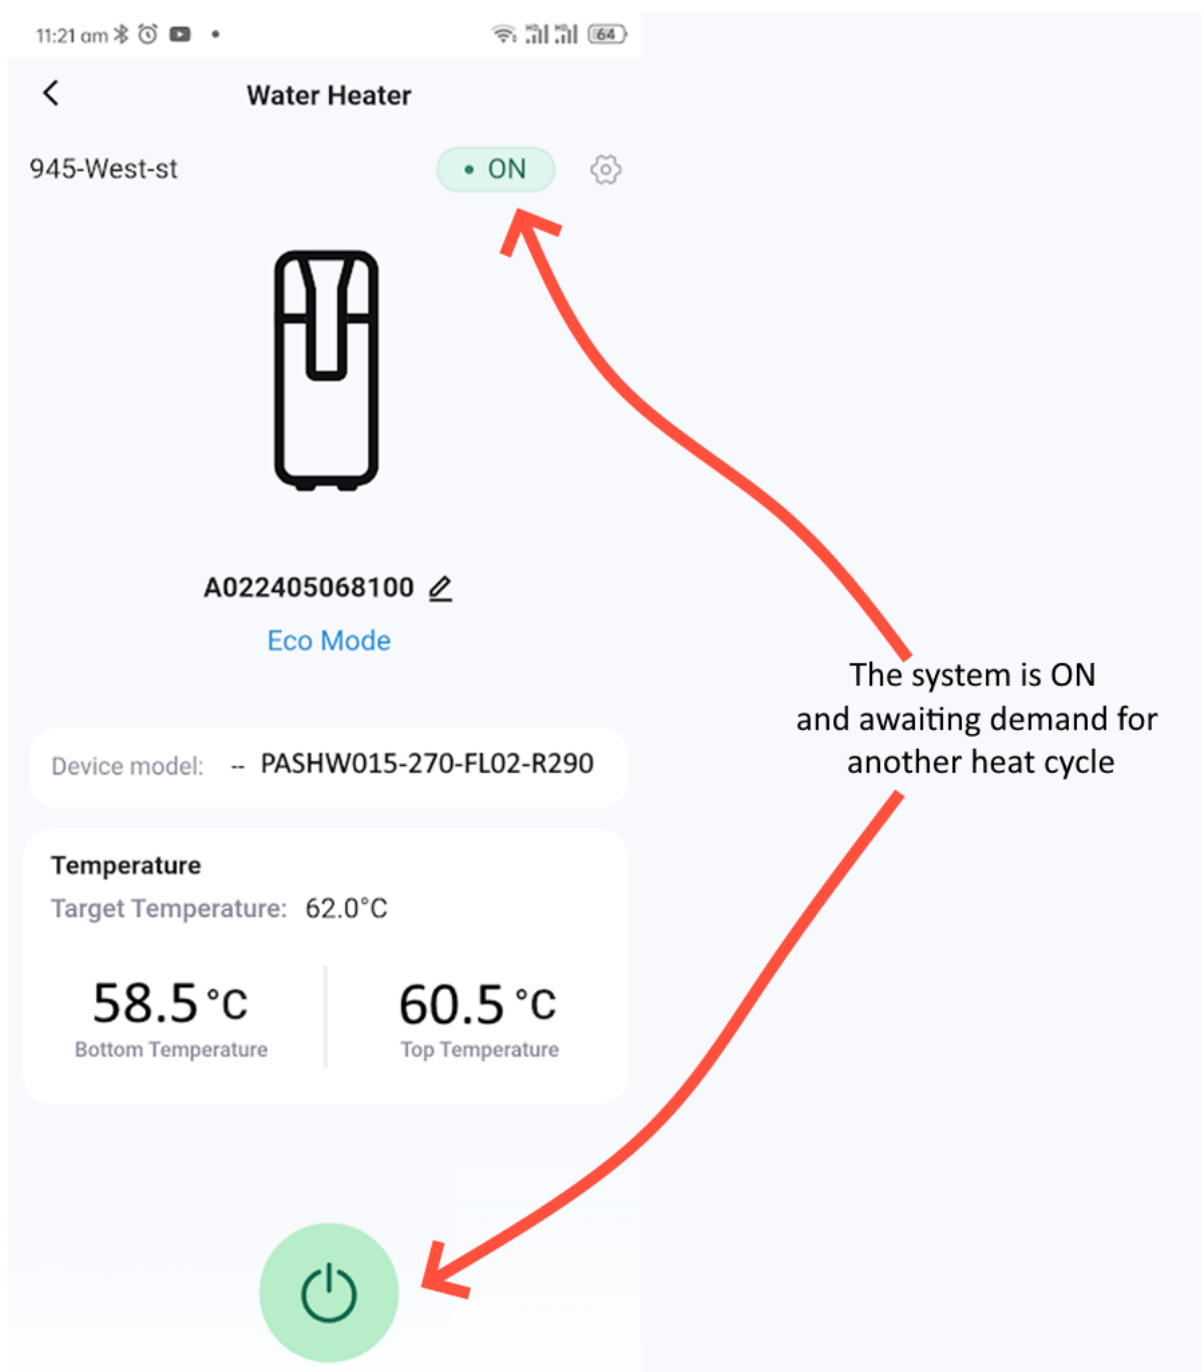 11:21 am
64
Water Heater
945-West-st
• ON
A022405068100
Eco Mode
Device model: -- PASHW015-270-FL02-R290
Temperature
Target Temperature: 62.0°C
58.5 °C
60.5 °C
Bottom Temperature
Top Temperature
The system is ON
and awaiting demand for
another heat cycle